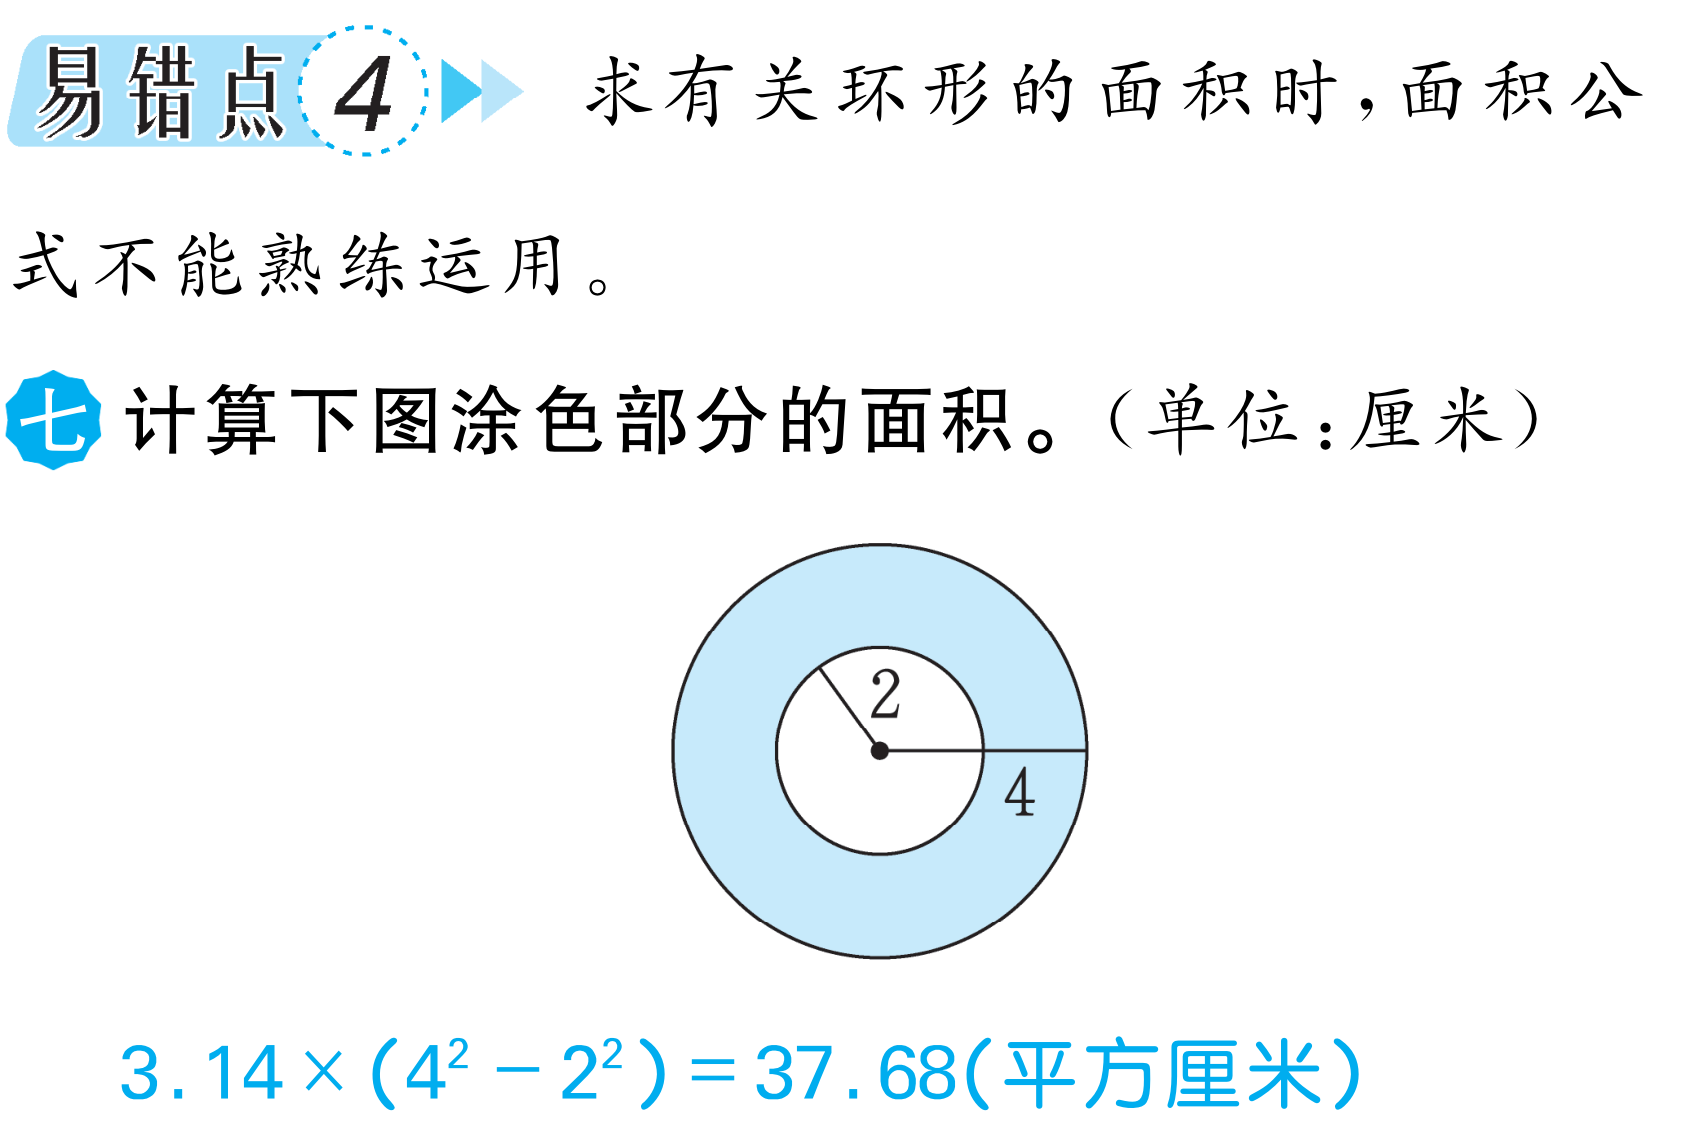 易错点4 求有关环形的面积时,面积公
式不能熟练运用。
七 计算下图涂色部分的面积。(单位:厘米)
2
4
3.14×(4²-2²)=37.68(平方厘米)